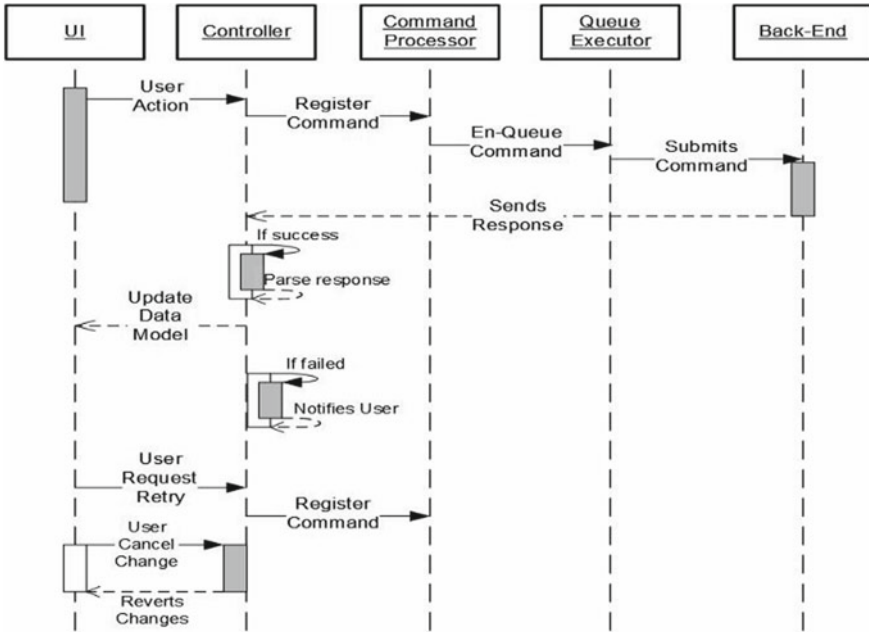 UI
Controller
Command
Processor
Queue
Executor
Back-End
User
Action
Register
Command
En-Queue
Command
Submits
Command
Sends
Response
If success
Parse response
Update
Data
Model
If failed
Notifies User
User
Request
Retry
Register
Command
User
Cancel
Change
Reverts
Changes